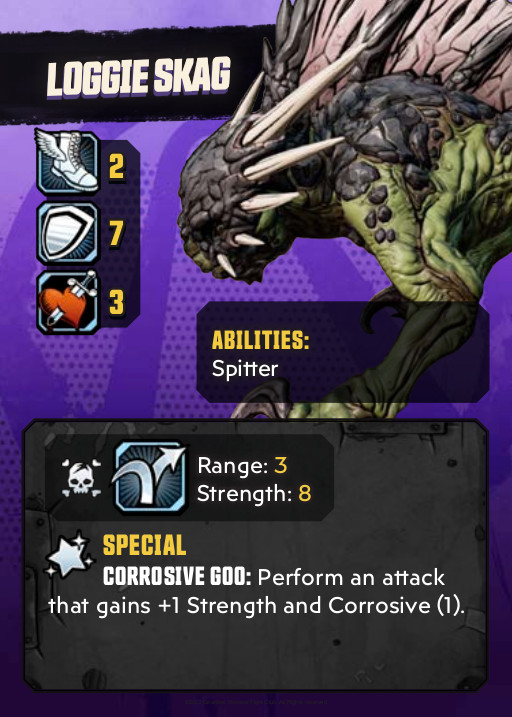 LOGGIE SKAG
2
7
3
ABILITIES:
Spitter
Range: 3
Strength: 8
SPECIAL
CORROSIVE GOO: Perform an attack
that gains +1 Strength and Corrosive (1).